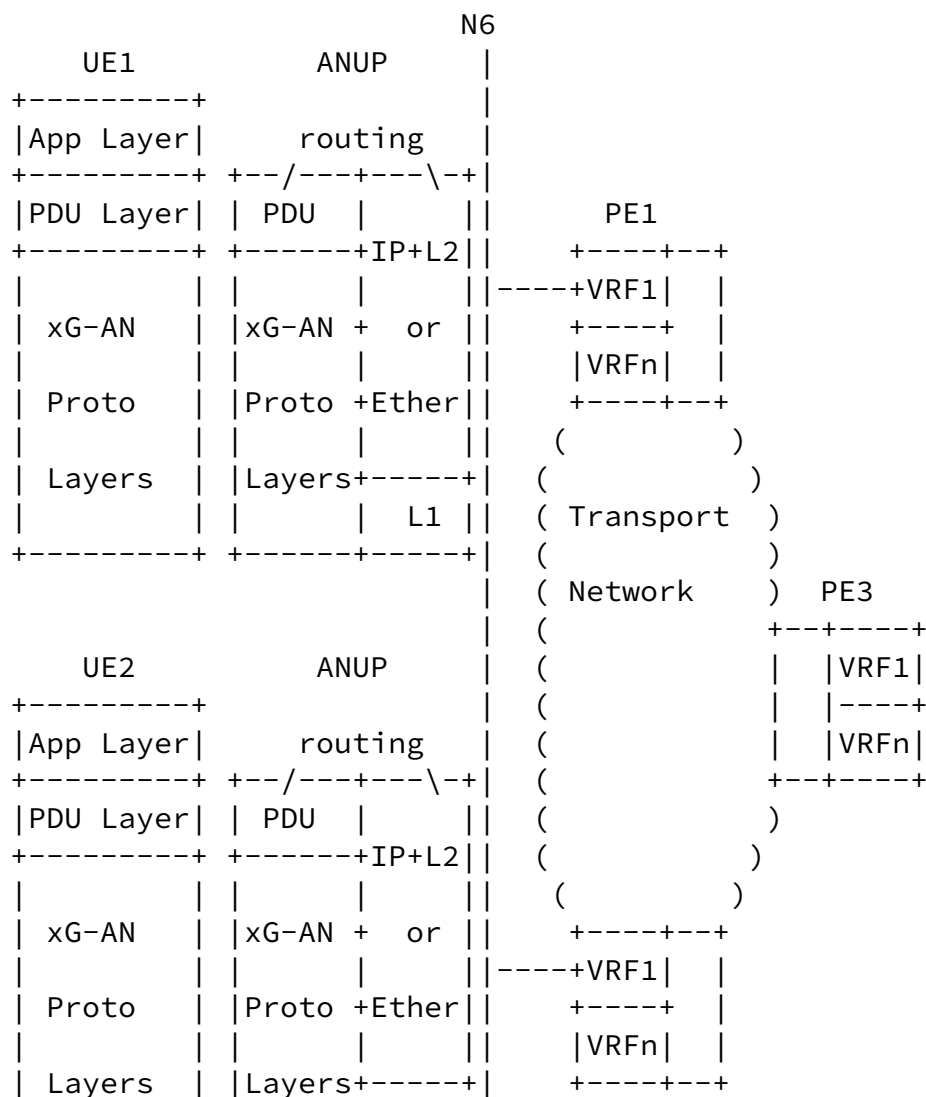 N6
    UE1          ANUP     |
+---------+               |
|App Layer|     routing   |
+---------+ +--/---+---\-+|
|PDU Layer| | PDU  |     ||      PE1
+---------+ +------+IP+L2||    +----+--+
|         | |      |     ||----+VRF1|  |
|  xG-AN  | |xG-AN +  or ||    +----+  |
|         | |      |     ||    |VRFn|  |
|  Proto  | |Proto +Ether||    +----+--+
|         | |      |     ||   (         )
|  Layers | |Layers+-----+|  (           )
|         | |      |  L1 ||  ( Transport  )
+---------+ +------+-----+|  (            )
                          |  ( Network    )  PE3
                          |  (            +--+----+
    UE2          ANUP     |  (            |  |VRF1|
+---------+               |  (            |  |----+
|App Layer|     routing   |  (            |  |VRFn|
+---------+ +--/---+---\-+|  (            +--+----+
|PDU Layer| | PDU  |     ||  (            )
+---------+ +------+IP+L2||  (           )
|         | |      |     ||   (         )
|  xG-AN  | |xG-AN +  or ||    +----+--+
|         | |      |     ||----+VRF1|  |
|  Proto  | |Proto +Ether||    +----+  |
|         | |      |     ||    |VRFn|  |
|  Layers | |Layers+-----+|    +----+--+